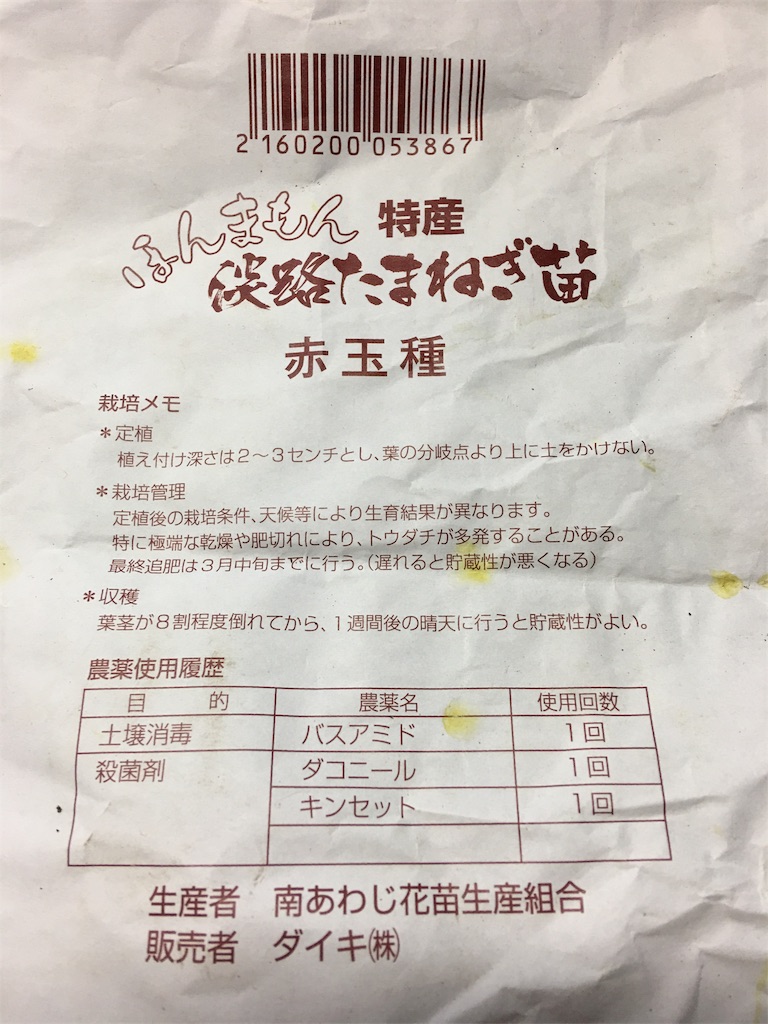 2 160200 053867
ほんまもん 特産
淡路たまねぎ苗
赤玉種
栽培メモ
＊定植
植え付け深さは２～３センチとし、葉の分岐点より上に土をかけない。
＊栽培管理
定植後の栽培条件、天候等により生育結果が異なります。
特に極端な乾燥や肥切れにより、トウダチが多発することがある。
最終追肥は３月中旬までに行う。（遅れると貯蔵性が悪くなる）
＊収穫
葉茎が８割程度倒れてから、１週間後の晴天に行うと貯蔵性がよい。
農薬使用履歴
目　的 農薬名 使用回数
土壌消毒 バスアミド １回
殺菌剤 ダコニール １回
キンセット １回
生産者 南あわじ花苗生産組合
販売者 ダイキ㈱